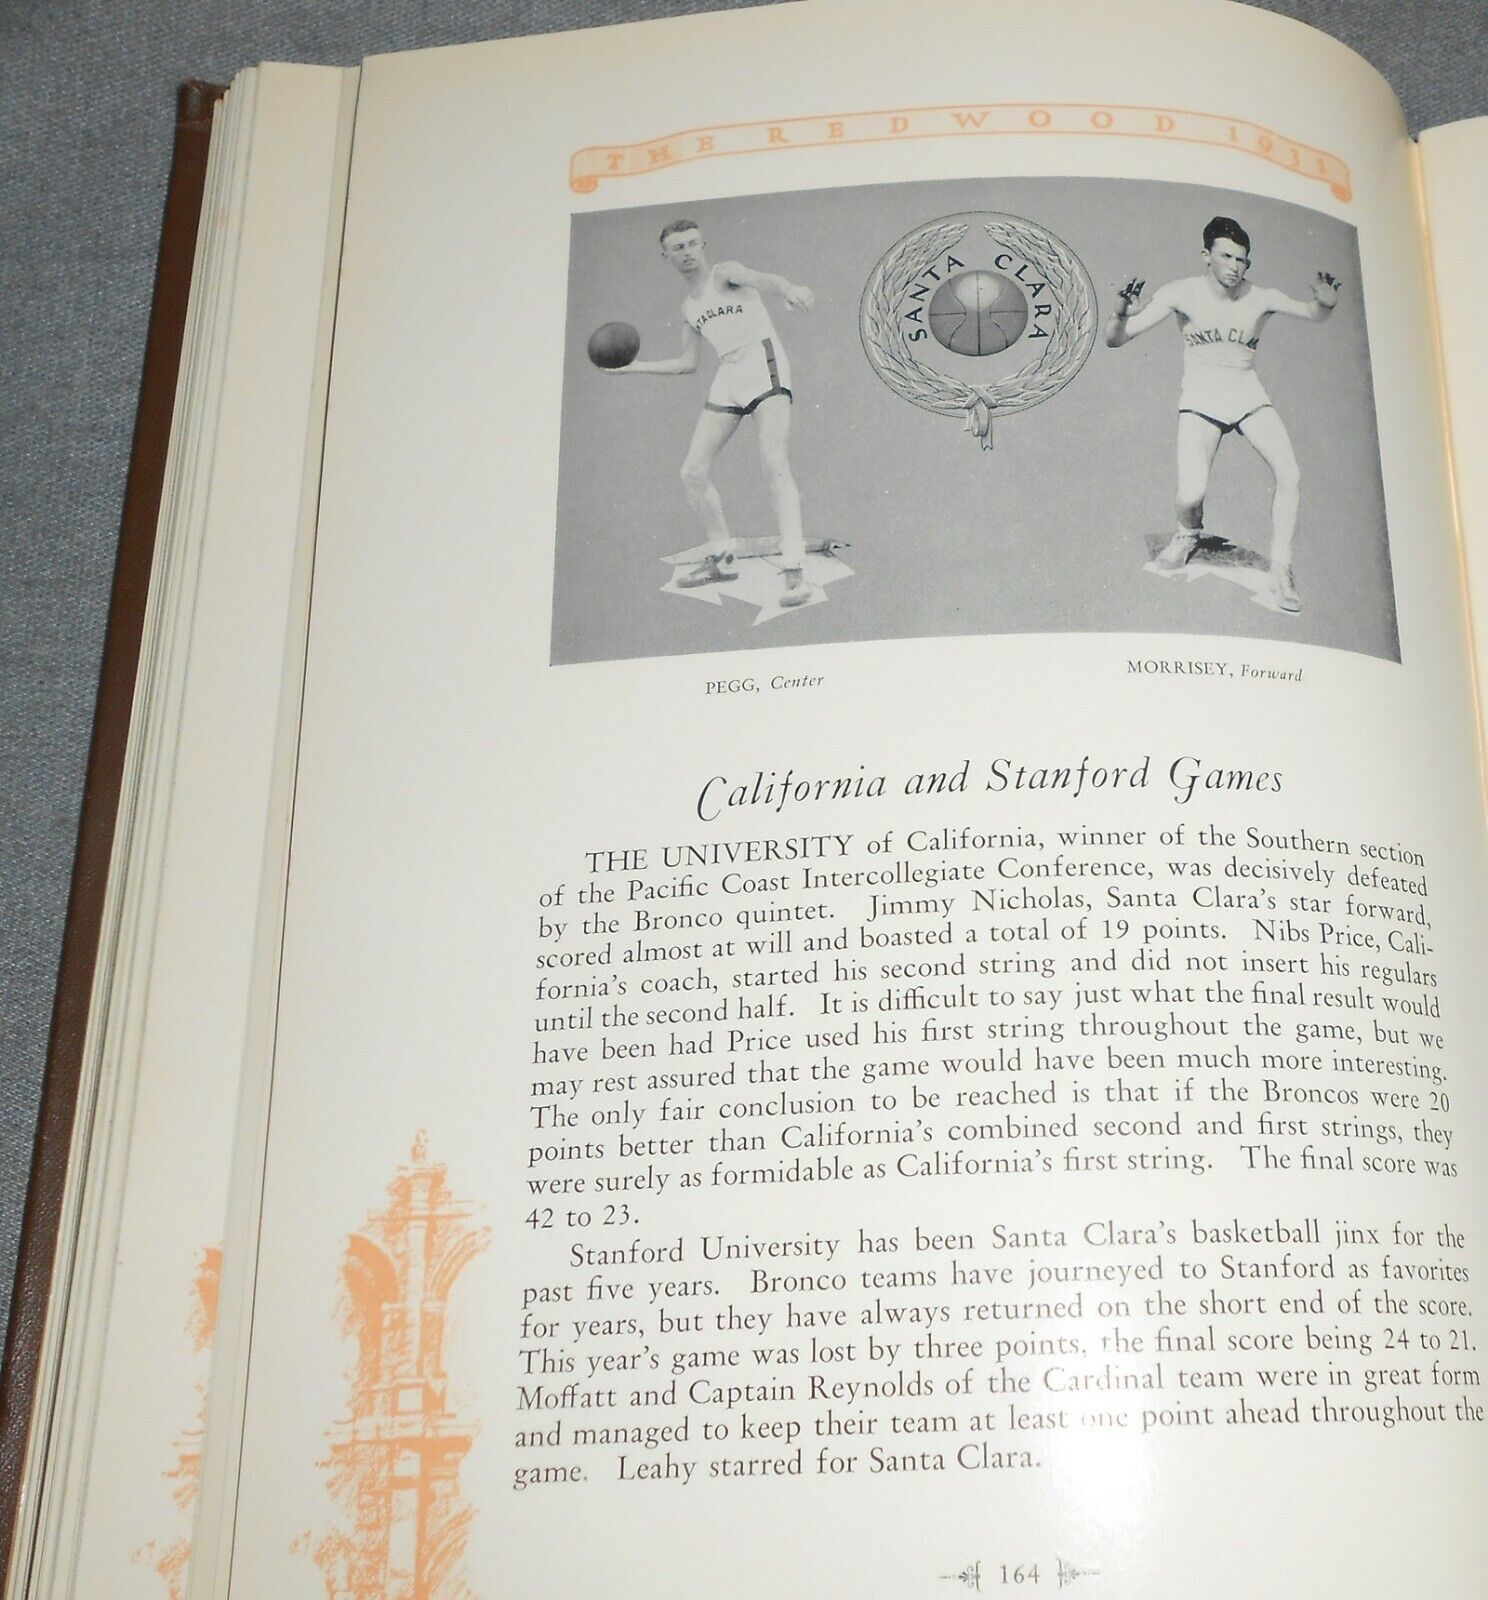 THE REDWOOD 1931
SANTA CLARA
TA CLARA
SANTA CLA
PEGG, Center
MORRISEY, Forward
California and Stanford Games
THE UNIVERSITY of California, winner of the Southern section
of the Pacific Coast Intercollegiate Conference, was decisively defeated
by the Bronco quintet. Jimmy Nicholas, Santa Clara's star forward,
scored almost at will and boasted a total of 19 points. Nibs Price, Cali-
fornia's coach, started his second string and did not insert his regulars
until the second half. It is difficult to say just what the final result would
have been had Price used his first string throughout the game, but we
may rest assured that the game would have been much more interesting.
The only fair conclusion to be reached is that if the Broncos were 20
points better than California's combined second and first strings, they
were surely as formidable as California's first string. The final score was
42 to 23.
Stanford University has been Santa Clara's basketball jinx for the
past five years. Bronco teams have journeyed to Stanford as favorites
for years, but they have always returned on the short end of the score.
This year's game was lost by three points, the final score being 24 to 21.
Moffatt and Captain Reynolds of the Cardinal team were in great form
and managed to keep their team at least one point ahead throughout the
game. Leahy starred for Santa Clara.
164